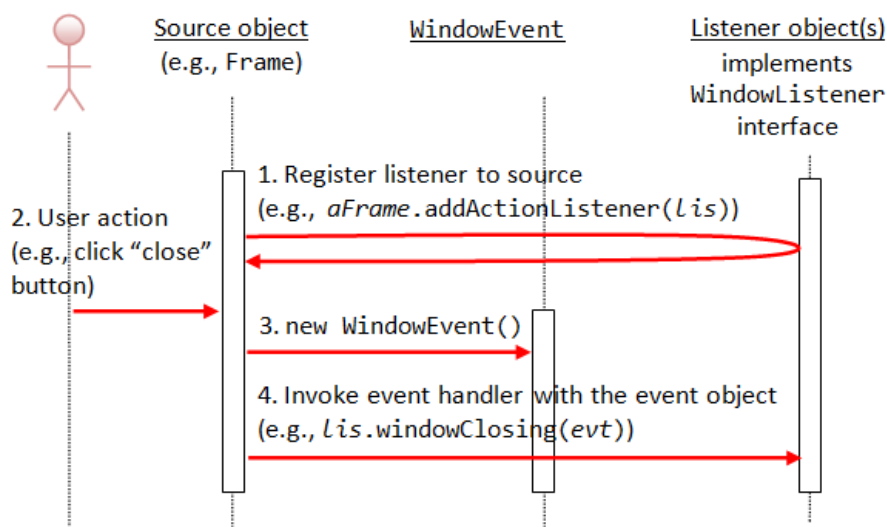 Source object
(e.g., Frame)
WindowEvent
Listener object(s)
implements
WindowListener
interface
1. Register listener to source
(e.g., aFrame.addActionListener(lis))
2. User action
(e.g., click “close”
button)
3. new WindowEvent()
4. Invoke event handler with the event object
(e.g., lis.windowClosing(evt))